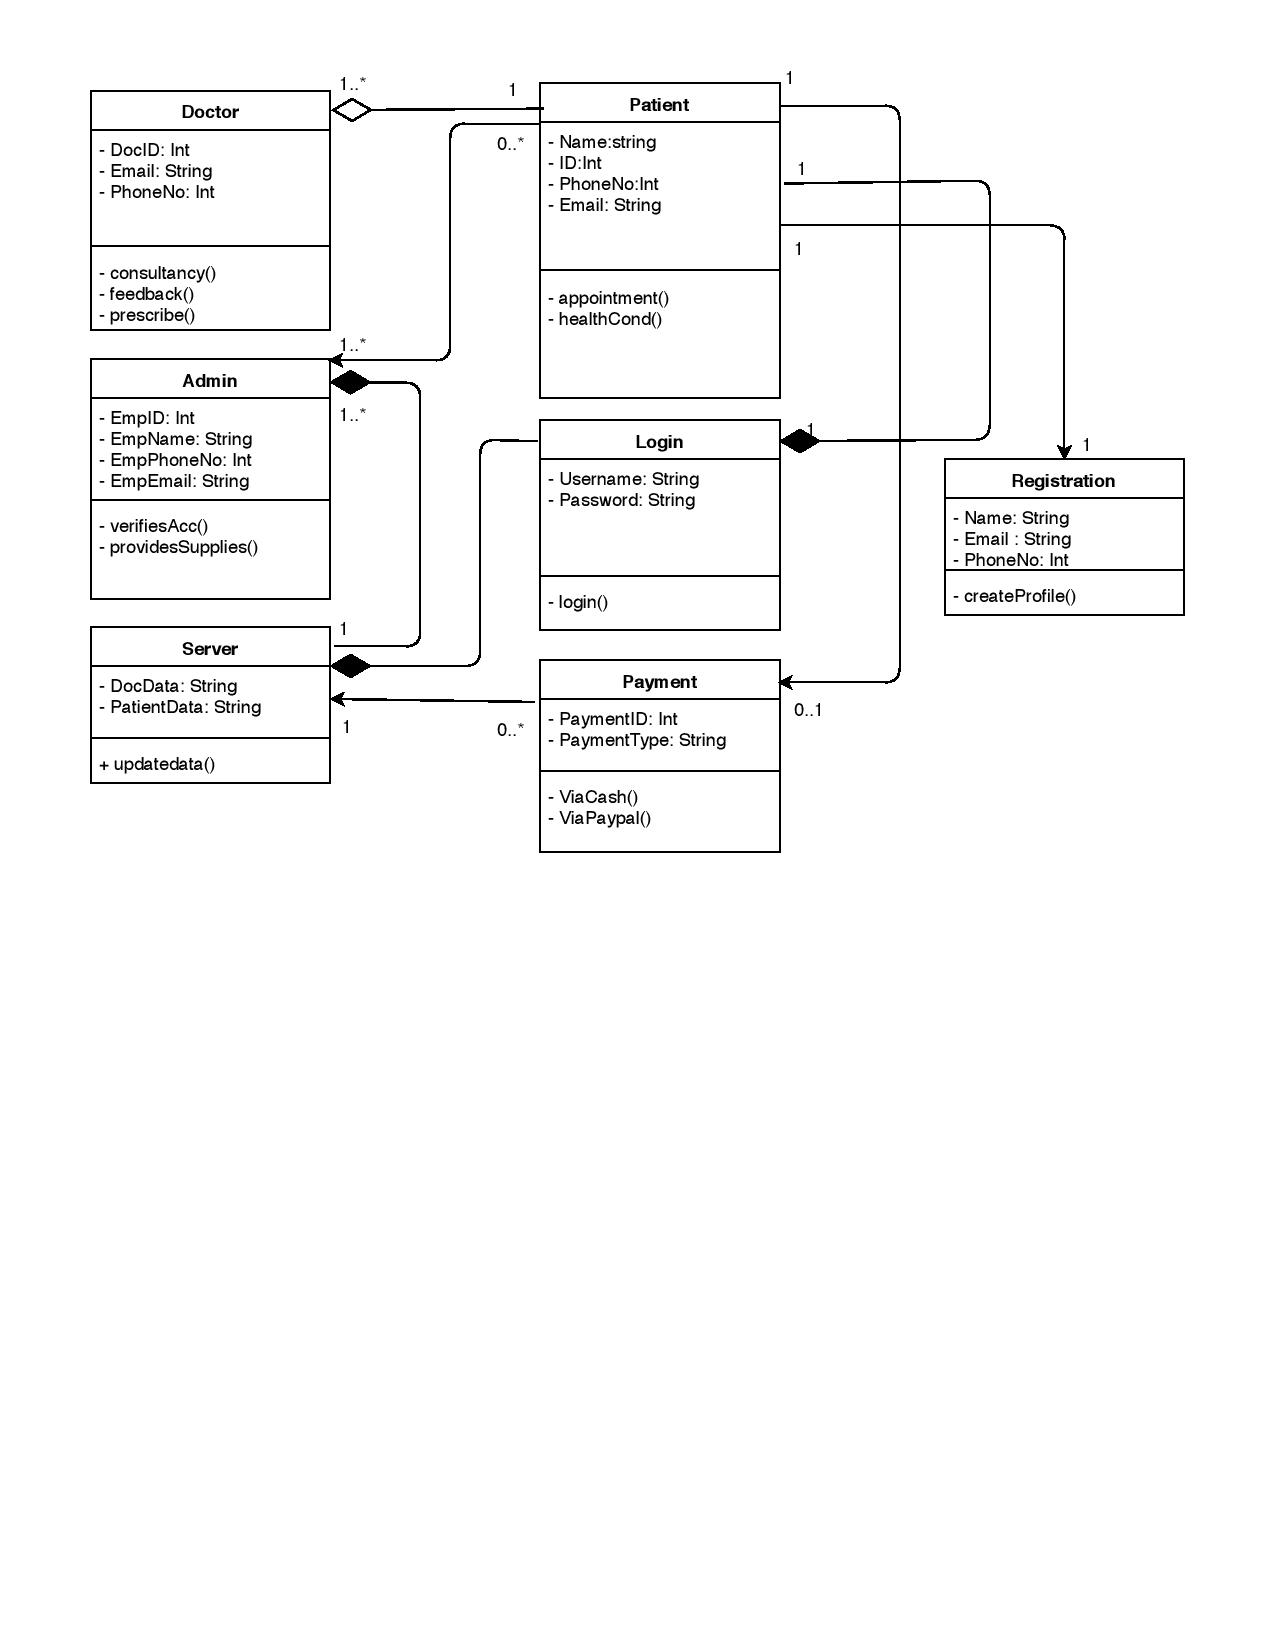 1..*
1
1
Doctor
- DocID: Int
- Email: String
- PhoneNo: Int
- consultancy()
- feedback()
- prescribe()
Patient
- Name:string
- ID:Int
- PhoneNo:Int
- Email: String
- appointment()
- healthCond()
0..*
1
1
1..*
Admin
- EmpID: Int
- EmpName: String
- EmpPhoneNo: Int
- EmpEmail: String
- verifiesAcc()
- providesSupplies()
1..*
Login
- Username: String
- Password: String
- login()
1
1
Registration
- Name: String
- Email : String
- PhoneNo: Int
- createProfile()
1
Server
- DocData: String
- PatientData: String
+ updatedata()
1
0..*
Payment
- PaymentID: Int
- PaymentType: String
- ViaCash()
- ViaPaypal()
0..1